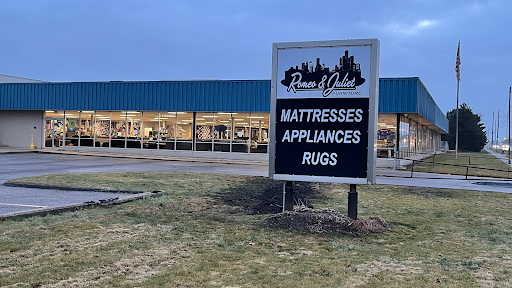 Romeo & Juliet
FURNITURE
MATTRESSES
APPLIANCES
RUGS